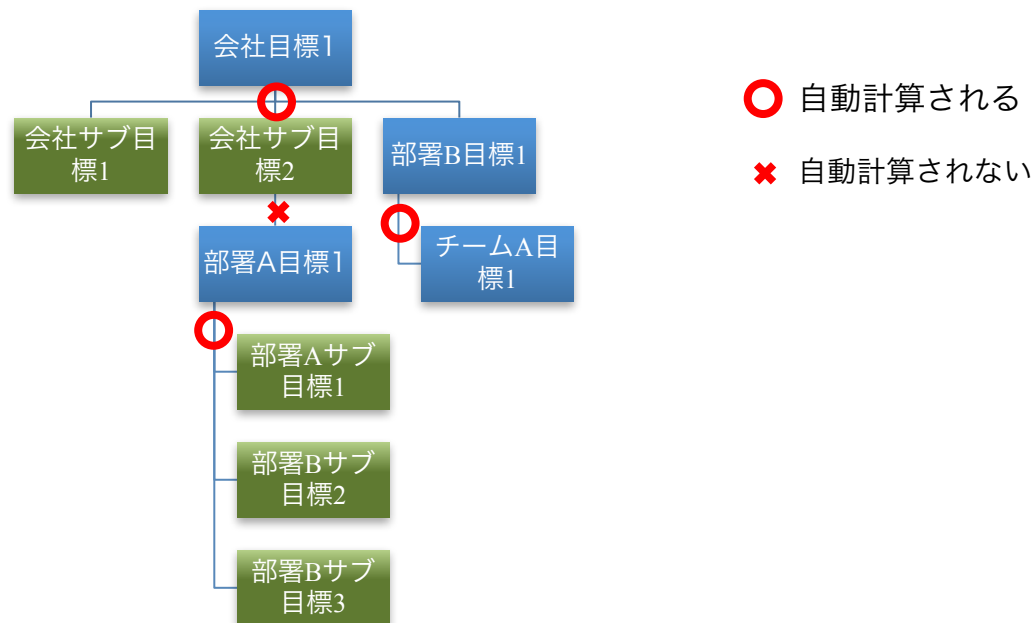 会社目標1
会社サブ目
標1
会社サブ目
標2
部署B目標1
部署A目標1
チームA目
標1
部署Aサブ
目標1
部署Bサブ
目標2
部署Bサブ
目標3
自動計算される
自動計算されない